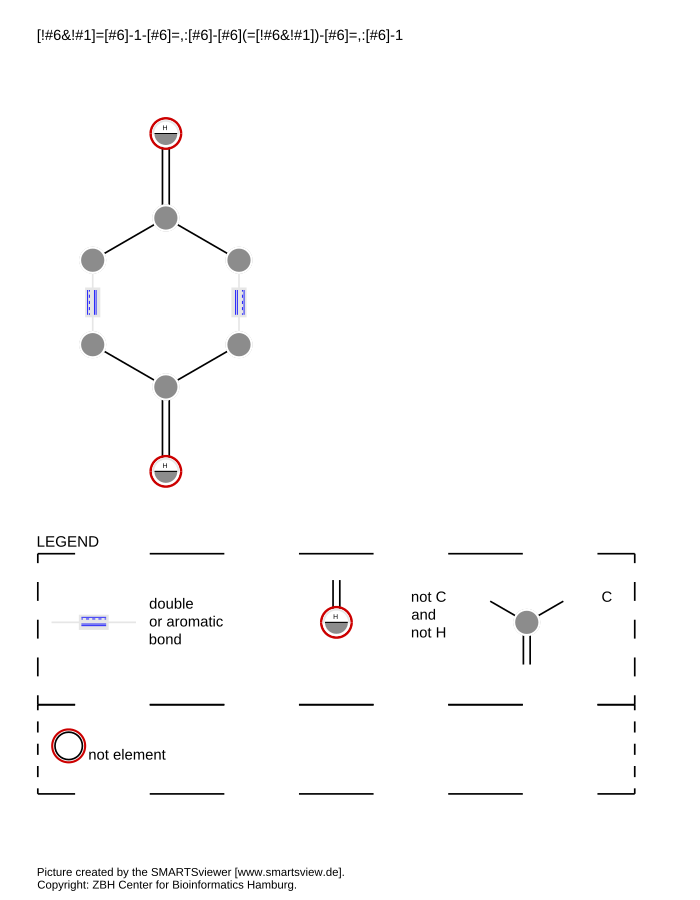 [!#6&!#1]=[#6]-1-[#6]=,:[#6]-[#6](=[!#6&!#1])-[#6]=,:[#6]-1
H
H
LEGEND
double
or aromatic
bond
H
not C
and
not H
C
not element
Picture created by the SMARTSviewer [www.smartsview.de].
Copyright: ZBH Center for Bioinformatics Hamburg.